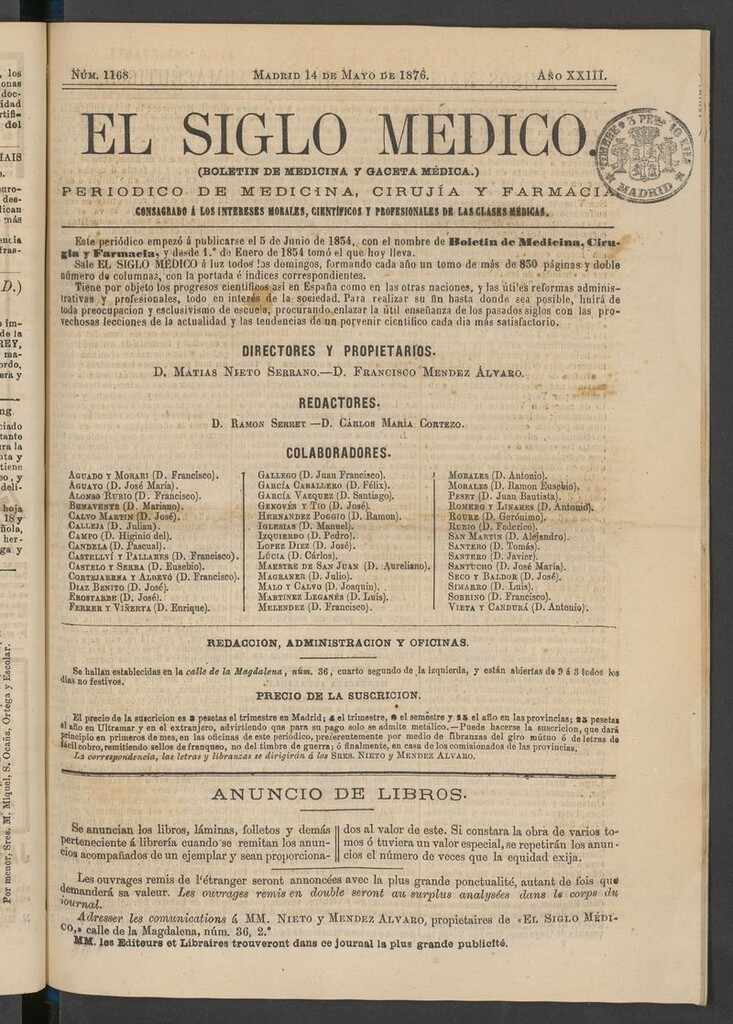 NÚM. 1168. MADRID 14 DE MAYO DE 1876. AÑO XXIII.
EL SIGLO MÉDICO.
(BOLETIN DE MEDICINA Y GACETA MÉDICA.)
PERIODICO DE MEDICINA, CIRUJÍA Y FARMACIA
CONSAGRADO Á LOS INTERESES MORALES, CIENTÍFICOS Y PROFESIONALES DE LAS CLASES MÉDICAS.
TIMBRE 3 PES. 10 KILS
MADRID
Este periódico empezó á publicarse el 5 de Junio de 1854, con el nombre de Boletin de Medicina, Ciru-
gía y Farmacia, y desde 1.° de Enero de 1854 tomó el que hoy lleva.
Sale EL SIGLO MÉDICO á luz todos los domingos, formando cada año un tomo de más de 830 páginas y doble
número de columnas, con la portada é índices correspondientes.
Tiene por objeto los progresos científicos así en España como en las otras naciones, y las útiles reformas adminis-
trativas y profesionales, todo en interés de la sociedad. Para realizar su fin hasta donde sea posible, huirá de
toda preocupacion y esclusivismo de escuela, procurando enlazar la útil enseñanza de los pasados siglos con las pro-
vechosas lecciones de la actualidad y las tendencias de un porvenir científico cada dia más satisfactorio.
DIRECTORES Y PROPIETARIOS.
D. MATIAS NIETO SERRANO.—D. FRANCISCO MENDEZ ÁLVARO.
REDACTORES.
D. RAMON SERRET —D. CÁRLOS MARÍA CORTEZO.
COLABORADORES.
AGUADO Y MORARI (D. Francisco).
AGUAYO (D. José María).
ALONSO RUBIO (D. Francisco).
BENAVENTE (D. Mariano).
CALVO MARTIN (D. José).
CALLEJA (D. Julian).
CAMPO (D. Higinio del).
CANDELA (D. Pascual).
CASTELLVÍ Y PALLARES (D. Francisco).
CASTELO Y SERRA (D. Eusebio).
CORTEJARENA Y ALDEVÓ (D. Francisco).
DIAZ BENITO (D. José).
EROSTARBE (D. José).
FERRER Y VIÑERTA (D. Enrique).
GALLEGO (D. Juan Francisco).
GARCÍA CABALLERO (D. Félix).
GARCÍA VAZQUEZ (D. Santiago).
GENOVÉS Y TIO (D. José).
HERNANDEZ POGGIO (D. Ramon).
IGLESIAS (D. Manuel).
IZQUIERDO (D. Pedro).
LOPEZ DIEZ (D. José).
LÚCIA (D. Cárlos).
MAESTRE DE SAN JUAN (D. Aureliano).
MAGRANER (D. Julio).
MALO Y CALVO (D. Joaquin).
MARTINEZ LEGANÉS (D. Luis).
MELENDEZ (D. Francisco).
MORALES (D. Antonio).
MORALES (D. Ramon Eusebio).
PESET (D. Juan Bautista).
ROMERO Y LINARES (D. Antonio).
ROURE (D. Gerónimo).
RUBIO (D. Federico).
SAN MARTIN (D. Alejandro).
SANTERO (D. Tomás).
SANTERO (D. Javier).
SANTUCHO (D. José María).
SECO Y BALDOR (D. José).
SIMARRO (D. Luis).
SOBRINO (D. Francisco).
VIETA Y CANDURÁ (D. Antonio).
REDACCION, ADMINISTRACION Y OFICINAS.
Se hallan establecidas en la calle de la Magdalena, núm. 36, cuarto segundo de la izquierda, y están abiertas de 9 á 3 todos los
dias no festivos.
PRECIO DE LA SUSCRICION.
El precio de la suscricion es 3 pesetas el trimestre en Madrid; 4 el trimestre, 8 el semestre y 15 el año en las provincias; 25 pesetas
el año en Ultramar y en el extranjero, advirtiendo que para su pago solo se admite metálico.—Puede hacerse la suscricion, que dará
principio en primeros de mes, en las oficinas de este periódico, preferentemente por medio de libranzas del giro mútuo ó de letras de
fácil cobro, remitiendo sellos de franqueo, no del timbre de guerra; ó finalmente, en casa de los comisionados de las provincias.
La correspondencia, las letras y libranzas se dirigirán á los SRES. NIETO Y MENDEZ ALVARO.
ANUNCIO DE LIBROS.
Se anuncian los libros, láminas, folletos y demás
perteneciente á librería cuando se remitan los anun-
cios acompañados de un ejemplar y sean proporciona-
dos al valor de este. Si constara la obra de varios to-
mos ó tuviera un valor especial, se repetirán los anun-
cios el número de veces que la equidad exija.
Les ouvrages remis de l'étranger seront annoncées avec la plus grande ponctualité, autant de fois que
demanderá sa valeur. Les ouvrages remis en double seront au surplus analysées dans le corps du
journal.
Adresser les comunications á MM. NIETO y MENDEZ ALVARO, propietaires de «EL SIGLO MÉDI-
CO,» calle de la Magdalena, núm. 36, 2.°
MM. les Editeurs et Libraires trouveront dans ce journal la plus grande publicité.
Por menor, Sres. M. Miquel, S. Ocaña, Ortega y Escolar.